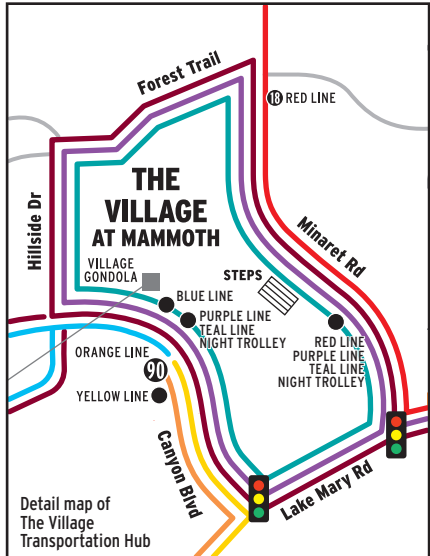 Forest Trail
18 RED LINE
THE
VILLAGE
AT MAMMOTH
Hillside Dr
Minaret Rd
VILLAGE
GONDOLA
STEPS
BLUE LINE
PURPLE LINE
TEAL LINE
NIGHT TROLLEY
RED LINE
PURPLE LINE
TEAL LINE
NIGHT TROLLEY
ORANGE LINE
90
YELLOW LINE
Canyon Blvd
Lake Mary Rd
Detail map of
The Village
Transportation Hub